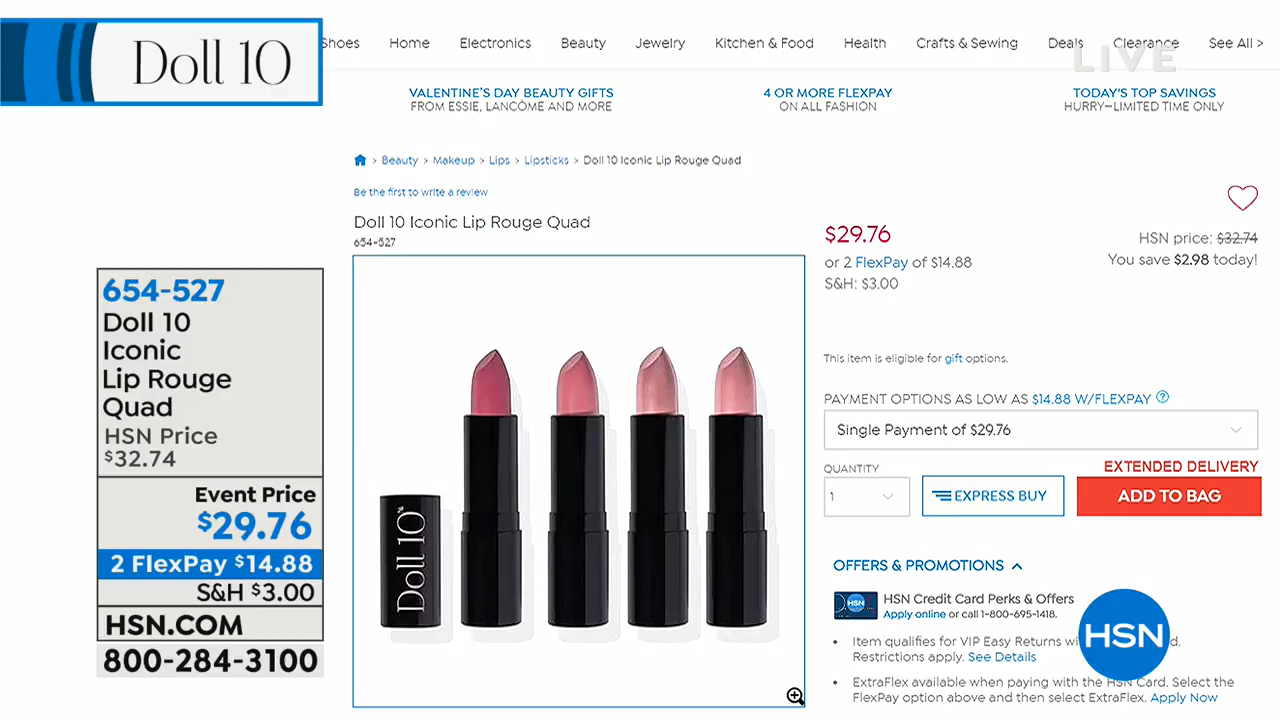 Doll 10
Shoes Home Electronics Beauty Jewelry Kitchen & Food Health Crafts & Sewing Deals Clearance See All >
LIVE
VALENTINE'S DAY BEAUTY GIFTS
FROM ESSIE, LANCÔME AND MORE
4 OR MORE FLEXPAY
ON ALL FASHION
TODAY'S TOP SAVINGS
HURRY—LIMITED TIME ONLY
> Beauty > Makeup > Lips > Lipsticks > Doll 10 Iconic Lip Rouge Quad
Be the first to write a review
Doll 10 Iconic Lip Rouge Quad
654-527
654-527
Doll 10
Iconic
Lip Rouge
Quad
HSN Price
$32.74
Event Price
$29.76
2 FlexPay $14.88
S&H $3.00
HSN.COM
800-284-3100
Doll 10
$29.76
or 2 FlexPay of $14.88
S&H: $3.00
HSN price: $32.74
You save $2.98 today!
This item is eligible for gift options.
PAYMENT OPTIONS AS LOW AS $14.88 W/FLEXPAY ?
Single Payment of $29.76
QUANTITY
1
EXPRESS BUY
EXTENDED DELIVERY
ADD TO BAG
OFFERS & PROMOTIONS
HSN
HSN Credit Card Perks & Offers
Apply online or call 1-800-695-1418.
• Item qualifies for VIP Easy Returns
Restrictions apply. See Details
HSN
• ExtraFlex available when paying with the HSN Card. Select the
FlexPay option above and then select ExtraFlex. Apply Now